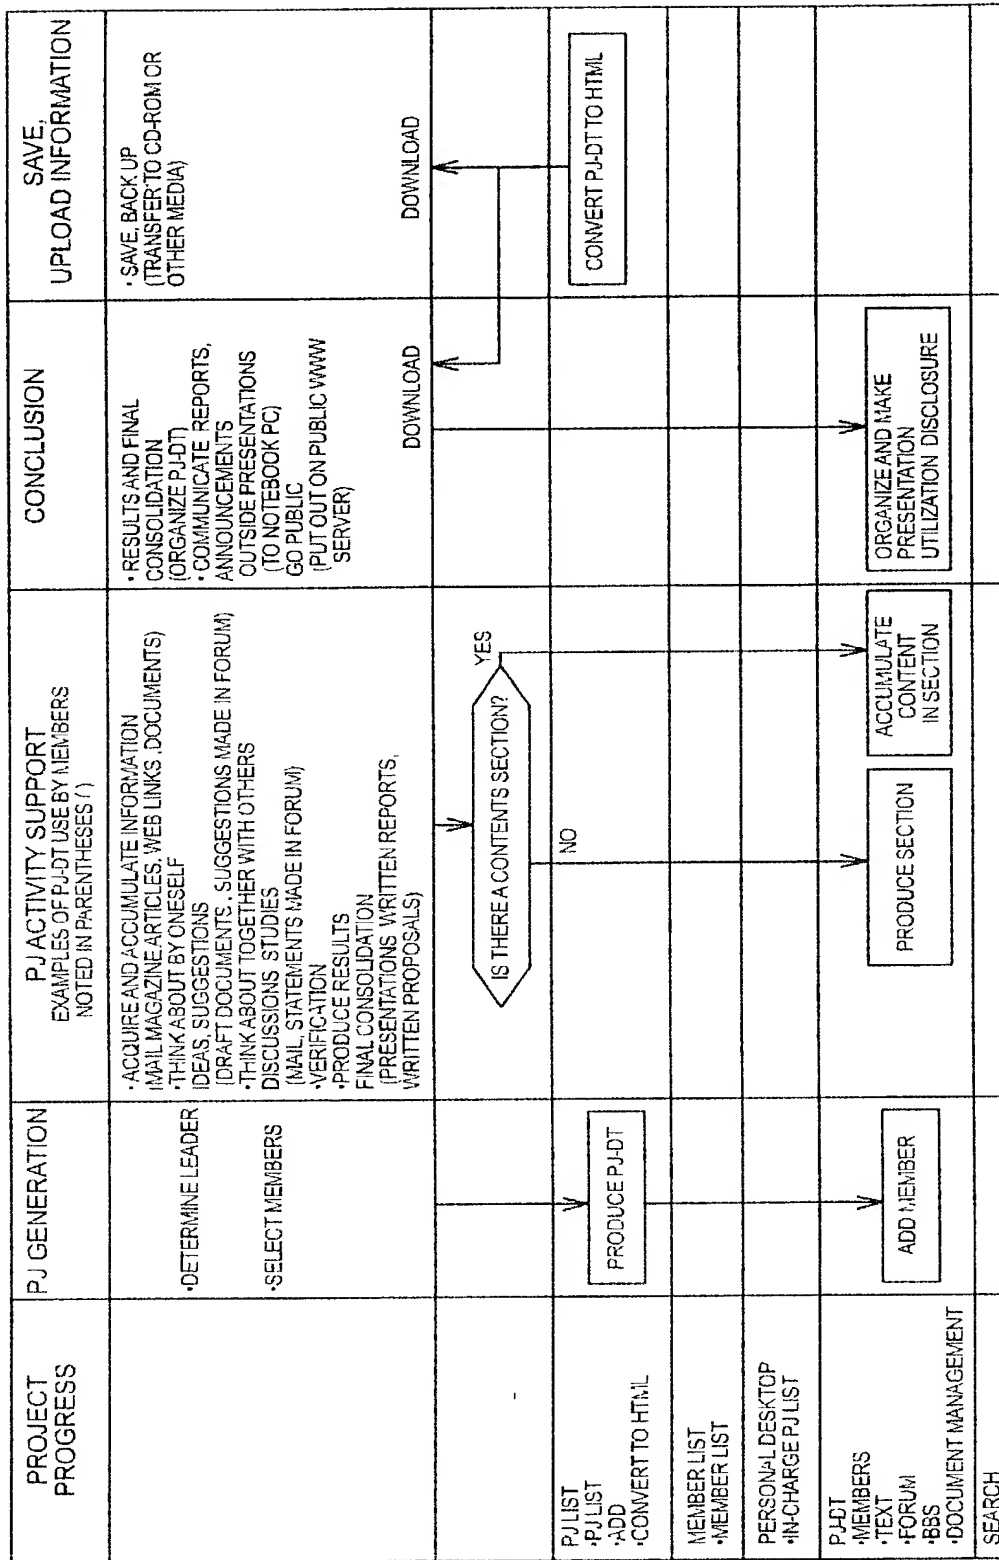 PROJECT
PROGRESS
PJ GENERATION
PJ ACTIVITY SUPPORT
EXAMPLES OF PJ-DT USE BY MEMBERS
NOTED IN PARENTHESES ( )
CONCLUSION
SAVE,
UPLOAD INFORMATION
•DETERMINE LEADER
•SELECT MEMBERS
•ACQUIRE AND ACCUMULATE INFORMATION
(MAIL MAGAZINE ARTICLES, WEB LINKS, DOCUMENTS)
•THINK ABOUT BY ONESELF
IDEAS, SUGGESTIONS
(DRAFT DOCUMENTS, SUGGESTIONS MADE IN FORUM)
•THINK ABOUT TOGETHER WITH OTHERS
DISCUSSIONS STUDIES
(MAIL, STATEMENTS MADE IN FORUM)
•VERIFICATION
•PRODUCE RESULTS
FINAL CONSOLIDATION
(PRESENTATIONS, WRITTEN REPORTS,
WRITTEN PROPOSALS)
• RESULTS AND FINAL
CONSOLIDATION
(ORGANIZE PJ-DT)
• COMMUNICATE REPORTS,
ANNOUNCEMENTS
OUTSIDE PRESENTATIONS
(TO NOTEBOOK PC)
GO PUBLIC
(PUT OUT ON PUBLIC WWW
SERVER)
DOWNLOAD
• SAVE, BACK UP
(TRANSFER TO CD-ROM OR
OTHER MEDIA)
DOWNLOAD
IS THERE A CONTENTS SECTION?
YES
NO
PJ LIST
•PJ LIST
•ADD
•CONVERT TO HTML
PRODUCE PJ-DT
CONVERT PJ-DT TO HTML
MEMBER LIST
•MEMBER LIST
PERSONAL DESKTOP
•IN-CHARGE PJ LIST
PJ-DT
•MEMBERS
•TEXT
•FORUM
•BBS
•DOCUMENT MANAGEMENT
ADD MEMBER
PRODUCE SECTION
ACCUMULATE
CONTENT
IN SECTION
ORGANIZE AND MAKE
PRESENTATION
UTILIZATION DISCLOSURE
SEARCH